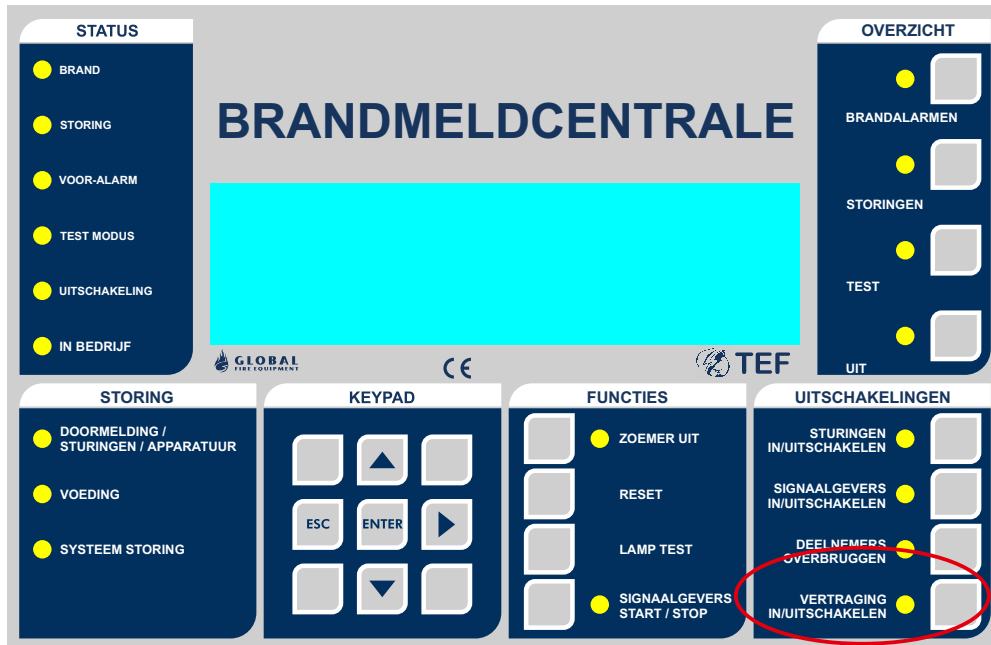 STATUS
BRAND
STORING
VOOR-ALARM
TEST MODUS
UITSCHAKELING
IN BEDRIJF
BRANDMELDCENTRALE
GLOBAL
FIRE EQUIPMENT
CE
TEF
OVERZICHT
BRANDALARMEN
STORINGEN
TEST
UIT
STORING
DOORMELDING /
STURINGEN / APPARATUUR
VOEDING
SYSTEEM STORING
KEYPAD
ESC
ENTER
FUNCTIES
ZOEMER UIT
RESET
LAMP TEST
SIGNAALGEVERS
START / STOP
UITSCHAKELINGEN
STURINGEN
IN/UITSCHAKELEN
SIGNAALGEVERS
IN/UITSCHAKELEN
DEELNEMERS
OVERBRUGGEN
VERTRAGING
IN/UITSCHAKELEN